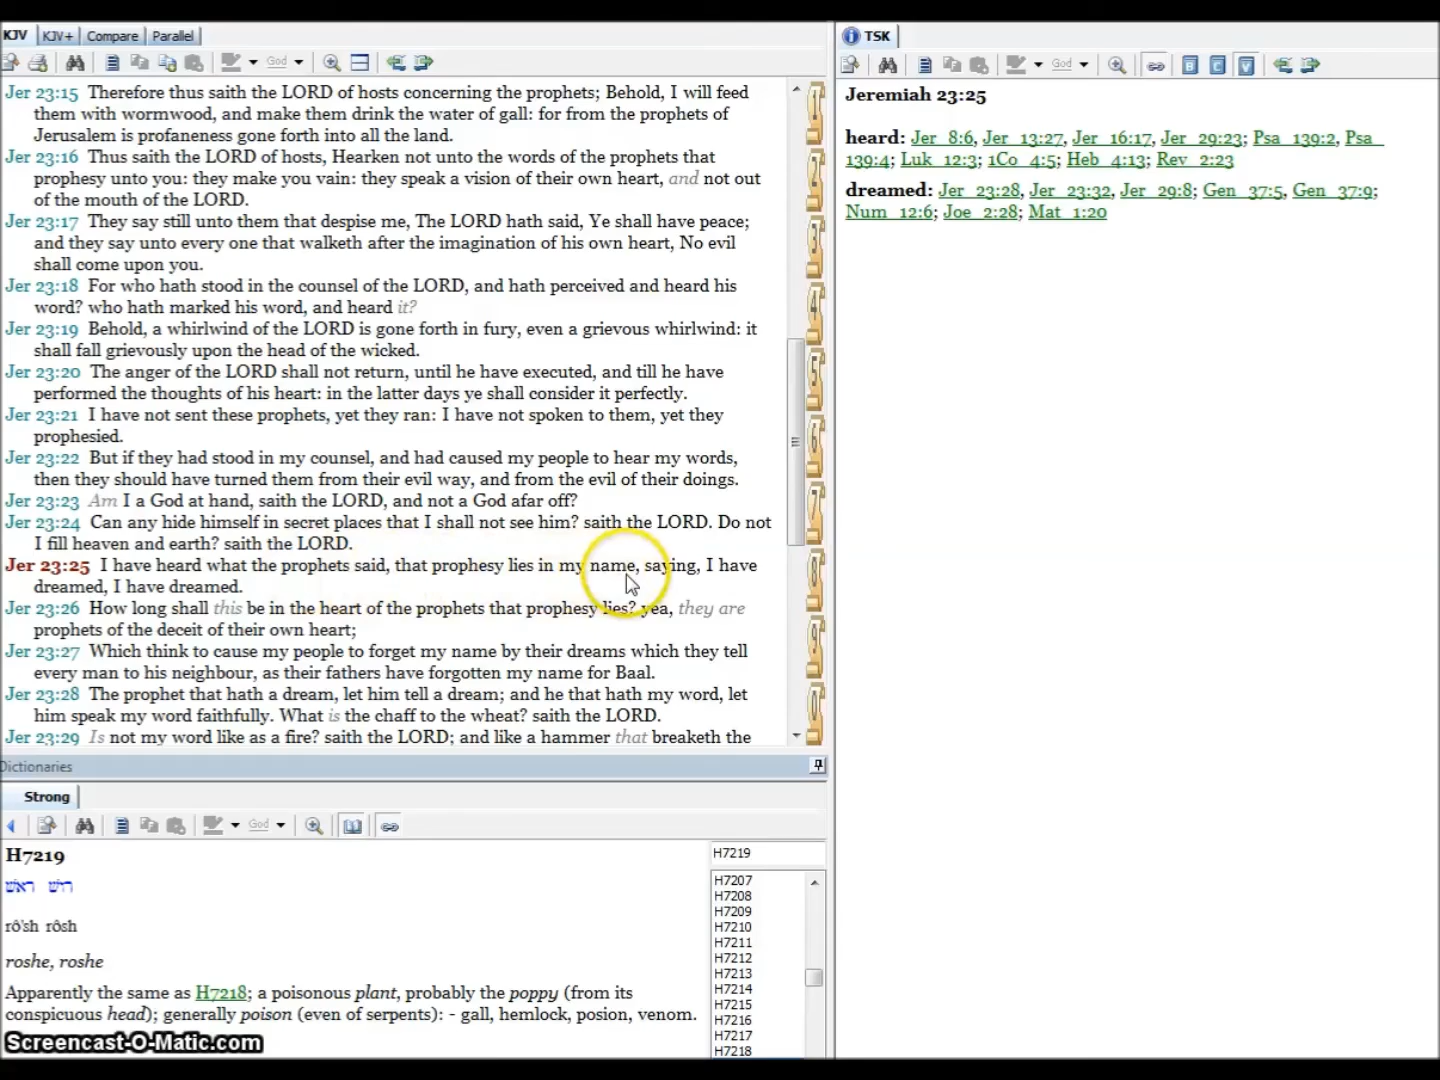 KJV KJV+ Compare Parallel
God
Jer 23:15 Therefore thus saith the LORD of hosts concerning the prophets; Behold, I will feed
them with wormwood, and make them drink the water of gall: for from the prophets of
Jerusalem is profaneness gone forth into all the land.
Jer 23:16 Thus saith the LORD of hosts, Hearken not unto the words of the prophets that
prophesy unto you: they make you vain: they speak a vision of their own heart, and not out
of the mouth of the LORD.
Jer 23:17 They say still unto them that despise me, The LORD hath said, Ye shall have peace;
and they say unto every one that walketh after the imagination of his own heart, No evil
shall come upon you.
Jer 23:18 For who hath stood in the counsel of the LORD, and hath perceived and heard his
word? who hath marked his word, and heard it?
Jer 23:19 Behold, a whirlwind of the LORD is gone forth in fury, even a grievous whirlwind: it
shall fall grievously upon the head of the wicked.
Jer 23:20 The anger of the LORD shall not return, until he have executed, and till he have
performed the thoughts of his heart: in the latter days ye shall consider it perfectly.
Jer 23:21 I have not sent these prophets, yet they ran: I have not spoken to them, yet they
prophesied.
Jer 23:22 But if they had stood in my counsel, and had caused my people to hear my words,
then they should have turned them from their evil way, and from the evil of their doings.
Jer 23:23 Am I a God at hand, saith the LORD, and not a God afar off?
Jer 23:24 Can any hide himself in secret places that I shall not see him? saith the LORD. Do not
I fill heaven and earth? saith the LORD.
Jer 23:25 I have heard what the prophets said, that prophesy lies in my name, saying, I have
dreamed, I have dreamed.
Jer 23:26 How long shall this be in the heart of the prophets that prophesy lies? yea, they are
prophets of the deceit of their own heart;
Jer 23:27 Which think to cause my people to forget my name by their dreams which they tell
every man to his neighbour, as their fathers have forgotten my name for Baal.
Jer 23:28 The prophet that hath a dream, let him tell a dream; and he that hath my word, let
him speak my word faithfully. What is the chaff to the wheat? saith the LORD.
Jer 23:29 Is not my word like as a fire? saith the LORD; and like a hammer that breaketh the
1
2
3
4
5
6
7
8
9
0
Dictionaries
Strong
God
H7219
ראשׁ רושׁ
rô'sh rôsh
roshe, roshe
Apparently the same as H7218; a poisonous plant, probably the poppy (from its
conspicuous head); generally poison (even of serpents): - gall, hemlock, posion, venom.
H7219
H7207
H7208
H7209
H7210
H7211
H7212
H7213
H7214
H7215
H7216
H7217
H7218
Screencast-O-Matic.com
TSK
God B C V
Jeremiah 23:25
heard: Jer 8:6, Jer 13:27, Jer 16:17, Jer 29:23; Psa 139:2, Psa
139:4; Luk 12:3; 1Co 4:5; Heb 4:13; Rev 2:23
dreamed: Jer 23:28, Jer 23:32, Jer 29:8; Gen 37:5, Gen 37:9;
Num 12:6; Joe 2:28; Mat 1:20